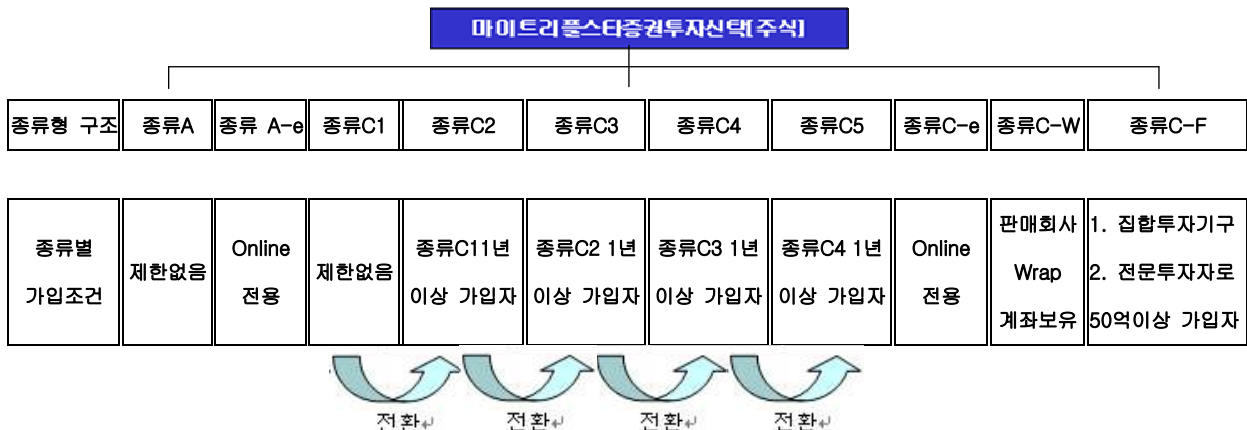 마이트리플스타증권투자신탁[주식]
종류형 구조 종류A 종류 A-e 종류C1 종류C2 종류C3 종류C4 종류C5 종류C-e 종류C-W 종류C-F
종류별
가입조건
제한없음
Online
전용
제한없음
종류C11년
이상 가입자
종류C2 1년
이상 가입자
종류C3 1년
이상 가입자
종류C4 1년
이상 가입자
Online
전용
판매회사
Wrap
계좌보유
1. 집합투자기구
2. 전문투자자로
50억이상 가입자
전환↵ 전환↵ 전환↵ 전환↵